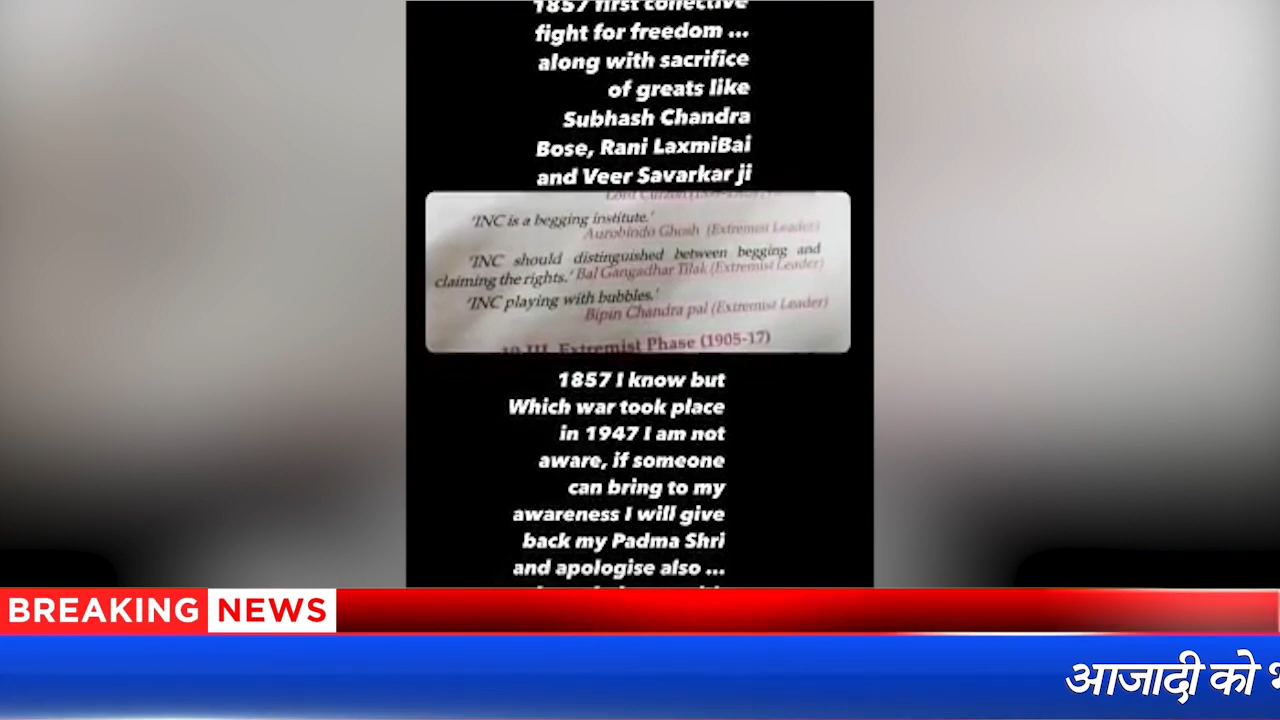 1857 first collective
fight for freedom ...
along with sacrifice
of greats like
Subhash Chandra
Bose, Rani LaxmiBai
and Veer Savarkar ji
'INC is a begging institute.'
Aurobindo Ghosh (Extremist Leader)
'INC should distinguished between begging and
claiming the rights.' Bal Gangadhar Tilak (Extremist Leader)
'INC playing with bubbles.'
Bipin Chandra pal (Extremist Leader)
III Extremist Phase (1905-17)
1857 I know but
Which war took place
in 1947 I am not
aware, if someone
can bring to my
awareness I will give
back my Padma Shri
and apologise also ...
BREAKING NEWS
आजादी को